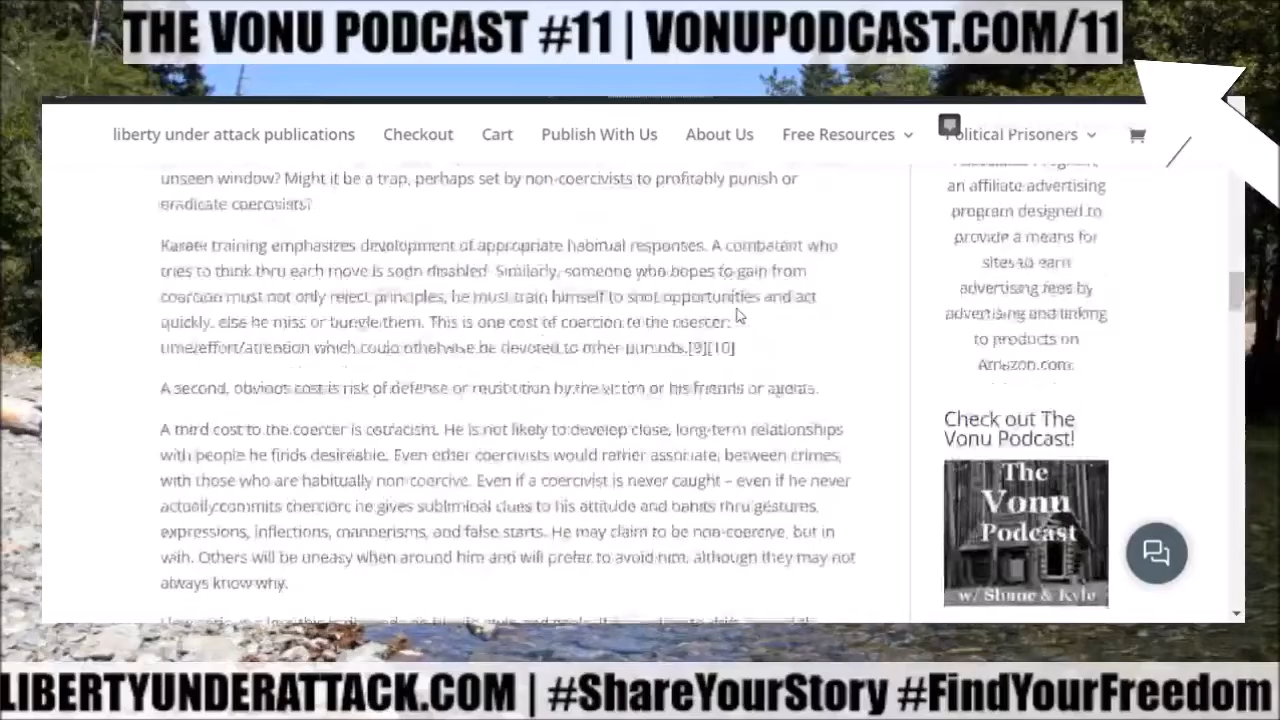 THE VONU PODCAST #11 | VONUPODCAST.COM/11
liberty under attack publications Checkout Cart Publish With Us About Us Free Resources Political Prisoners
unseen window? Might it be a trap, perhaps set by non-coercivists to profitably punish or
eradicate coercivists?
Karate training emphasizes development of appropriate habitual responses. A combatant who
tries to think thru each move is soon disabled. Similarly, someone who hopes to gain from
coercion must not only reject principles, he must train himself to spot opportunities and act
quickly, else he miss or bungle them. This is one cost of coercion to the coercer:
time/effort/attention which could otherwise be devoted to other pursuits.[9][10]
A second, obvious cost is risk of defense or restitution by the victim or his friends or agents.
A third cost to the coercer is ostracism. He is not likely to develop close, long-term relationships
with people he finds desireable. Even other coercivists would rather associate, between crimes,
with those who are habitually non-coercive. Even if a coercivist is never caught – even if he never
actually commits coercion; he gives subliminal clues to his attitude and habits thru gestures,
expressions, inflections, mannerisms, and false starts. He may claim to be non-coercive, but in
vain. Others will be uneasy when around him and will prefer to avoid him, although they may not
always know why.
an affiliate advertising
program designed to
provide a means for
sites to earn
advertising fees by
advertising and linking
to products on
Amazon.com.
Check out The
Vonu Podcast!
The
Vonu
Podcast
w/ Shane & Kyle
LIBERTYUNDERATTACK.COM | #ShareYourStory #FindYourFreedom